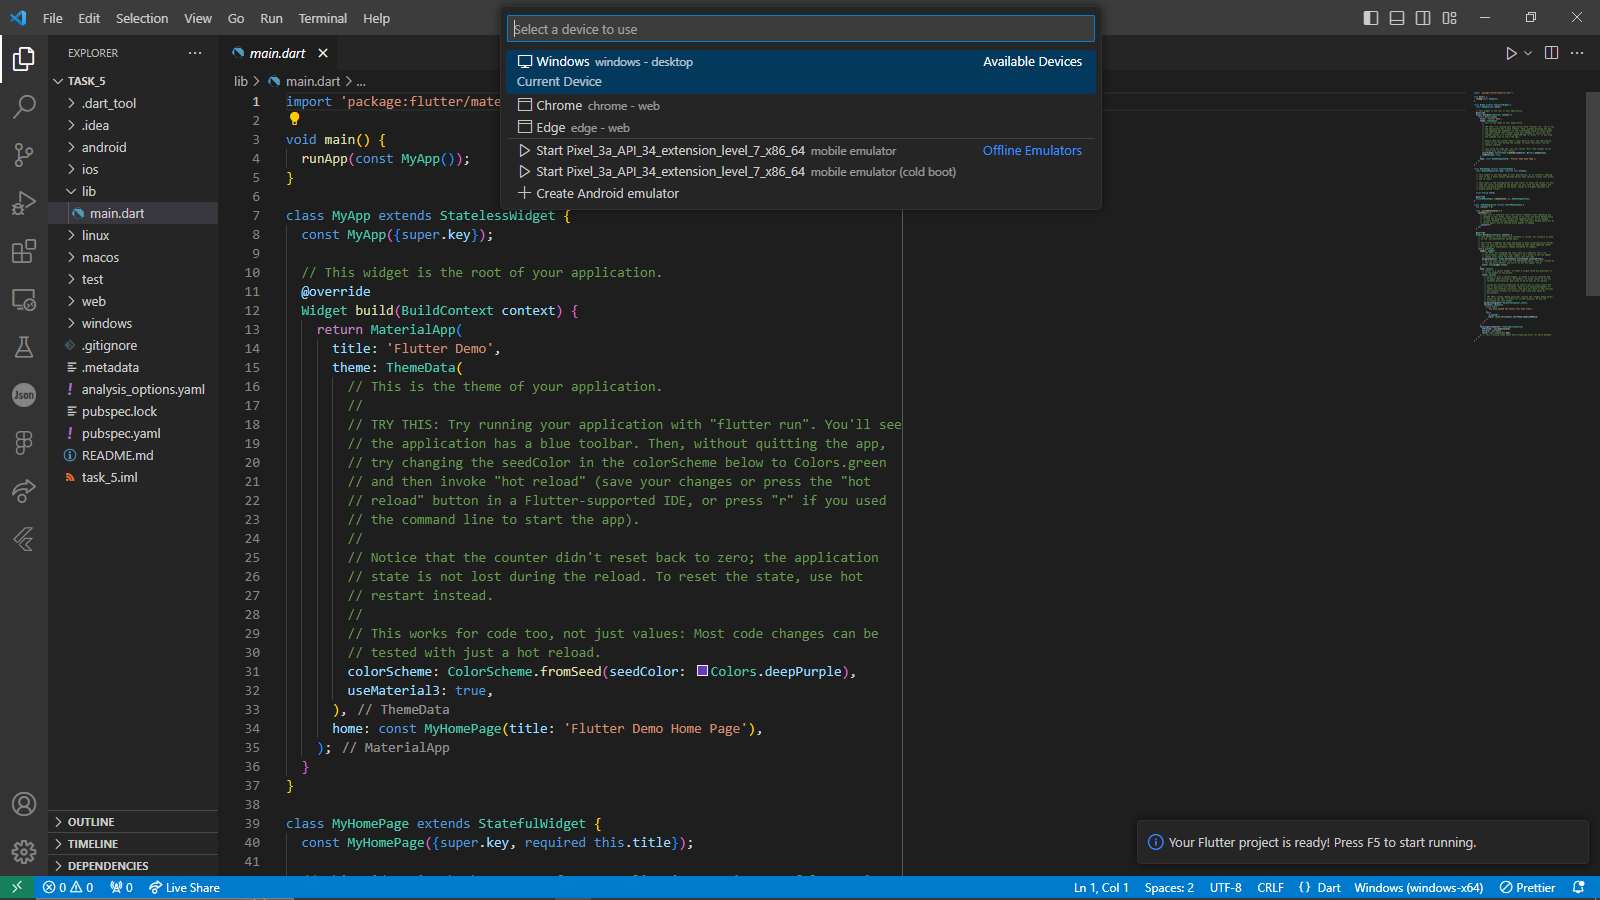 File Edit Selection View Go Run Terminal Help
Select a device to use
Windows windows - desktop Available Devices
Current Device
Chrome chrome - web
Edge edge - web
Start Pixel_3a_API_34_extension_level_7_x86_64 mobile emulator Offline Emulators
Start Pixel_3a_API_34_extension_level_7_x86_64 mobile emulator (cold boot)
Create Android emulator
EXPLORER
TASK_5
.dart_tool
.idea
android
ios
lib
main.dart
linux
macos
test
web
windows
.gitignore
.metadata
! analysis_options.yaml
pubspec.lock
! pubspec.yaml
README.md
task_5.iml
Json
OUTLINE
TIMELINE
DEPENDENCIES
main.dart
lib > main.dart > ...
1 import 'package:flutter/mate
2
3 void main() {
4 runApp(const MyApp());
5 }
6
7 class MyApp extends StatelessWidget {
8 const MyApp({super.key});
9
10 // This widget is the root of your application.
11 @override
12 Widget build(BuildContext context) {
13 return MaterialApp(
14 title: 'Flutter Demo',
15 theme: ThemeData(
16 // This is the theme of your application.
17 //
18 // TRY THIS: Try running your application with "flutter run". You'll see
19 // the application has a blue toolbar. Then, without quitting the app,
20 // try changing the seedColor in the colorScheme below to Colors.green
21 // and then invoke "hot reload" (save your changes or press the "hot
22 // reload" button in a Flutter-supported IDE, or press "r" if you used
23 // the command line to start the app).
24 //
25 // Notice that the counter didn't reset back to zero; the application
26 // state is not lost during the reload. To reset the state, use hot
27 // restart instead.
28 //
29 // This works for code too, not just values: Most code changes can be
30 // tested with just a hot reload.
31 colorScheme: ColorScheme.fromSeed(seedColor: Colors.deepPurple),
32 useMaterial3: true,
33 ), // ThemeData
34 home: const MyHomePage(title: 'Flutter Demo Home Page'),
35 ); // MaterialApp
36 }
37 }
38
39 class MyHomePage extends StatefulWidget {
40 const MyHomePage({super.key, required this.title});
41
Your Flutter project is ready! Press F5 to start running.
0 0 0 Live Share Ln 1, Col 1 Spaces: 2 UTF-8 CRLF {} Dart Windows (windows-x64) Prettier